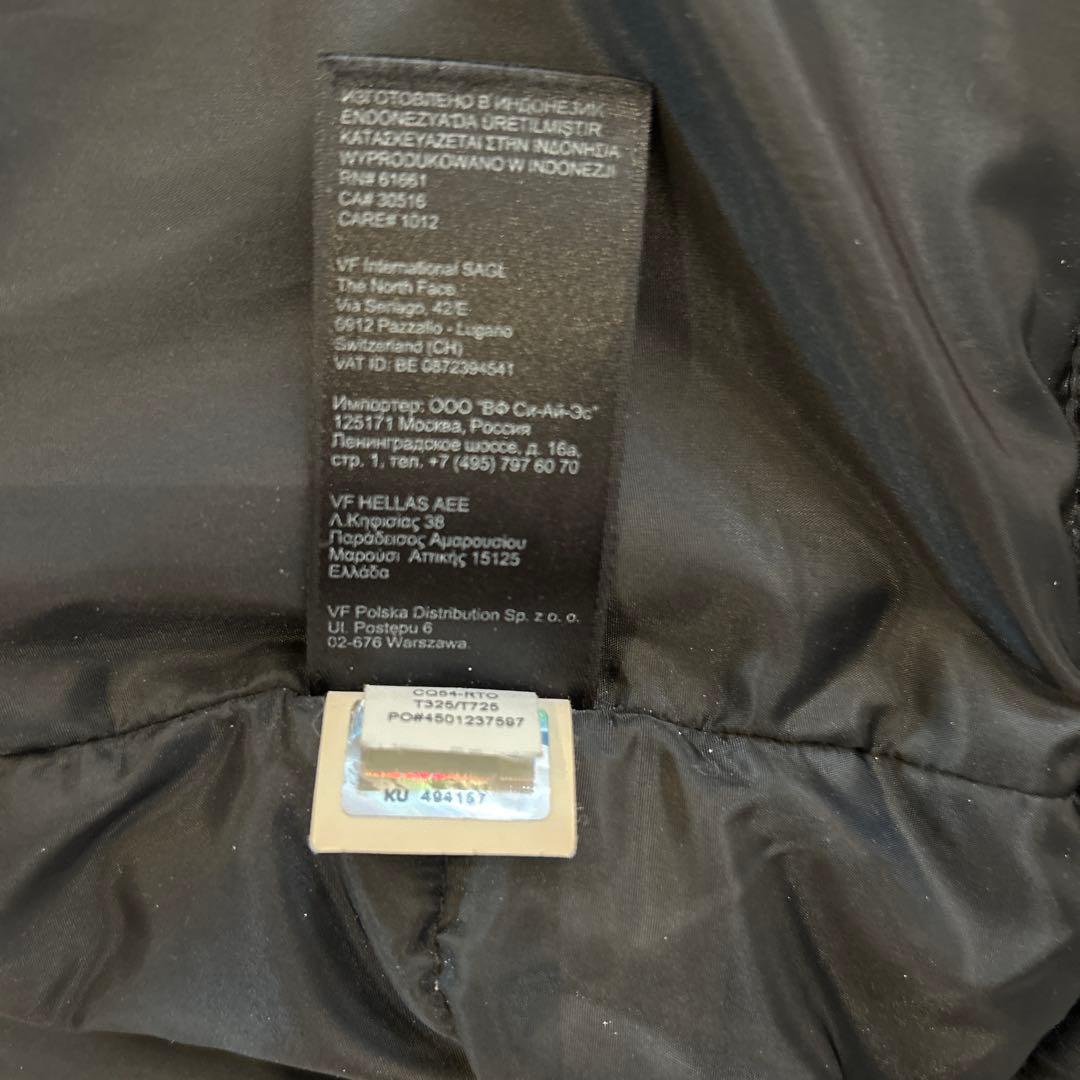 ИЗГОТОВЛЕНО В ИНДОНЕЗИИ
ENDONEZYA'DA ÜRETILMIŞTIR
ΚΑΤΑΣΚΕΥΑΖΕΤΑΙ ΣΤΗΝ ΙΝΔΟΝΗΣΙΑ
WYPRODUKOWANO W INDONEZJI
RN# 61661
CA# 30516
CARE# 1012
VF International SAGL
The North Face
Via Senago, 42 E
6912 Pazzallo - Lugano
Switzerland (CH)
VAT ID: BE 0872394541
Импортер: ООО "ВФ Си-Ай-Эс"
125171 Москва, Россия
Ленинградское шоссе, д. 16а,
стр. 1, тел. +7 (495) 797 60 70
VF HELLAS AEE
Λ.Κηφισίας 38
Παράδεισος Αμαρουσίου
Μαρούσι Αττικής 15125
Ελλάδα
VF Polska Distribution Sp. z o. o.
Ul. Postępu 6
02-676 Warszawa
CQ54-RTO
T325/T725
PO#4501237597
KU 494157